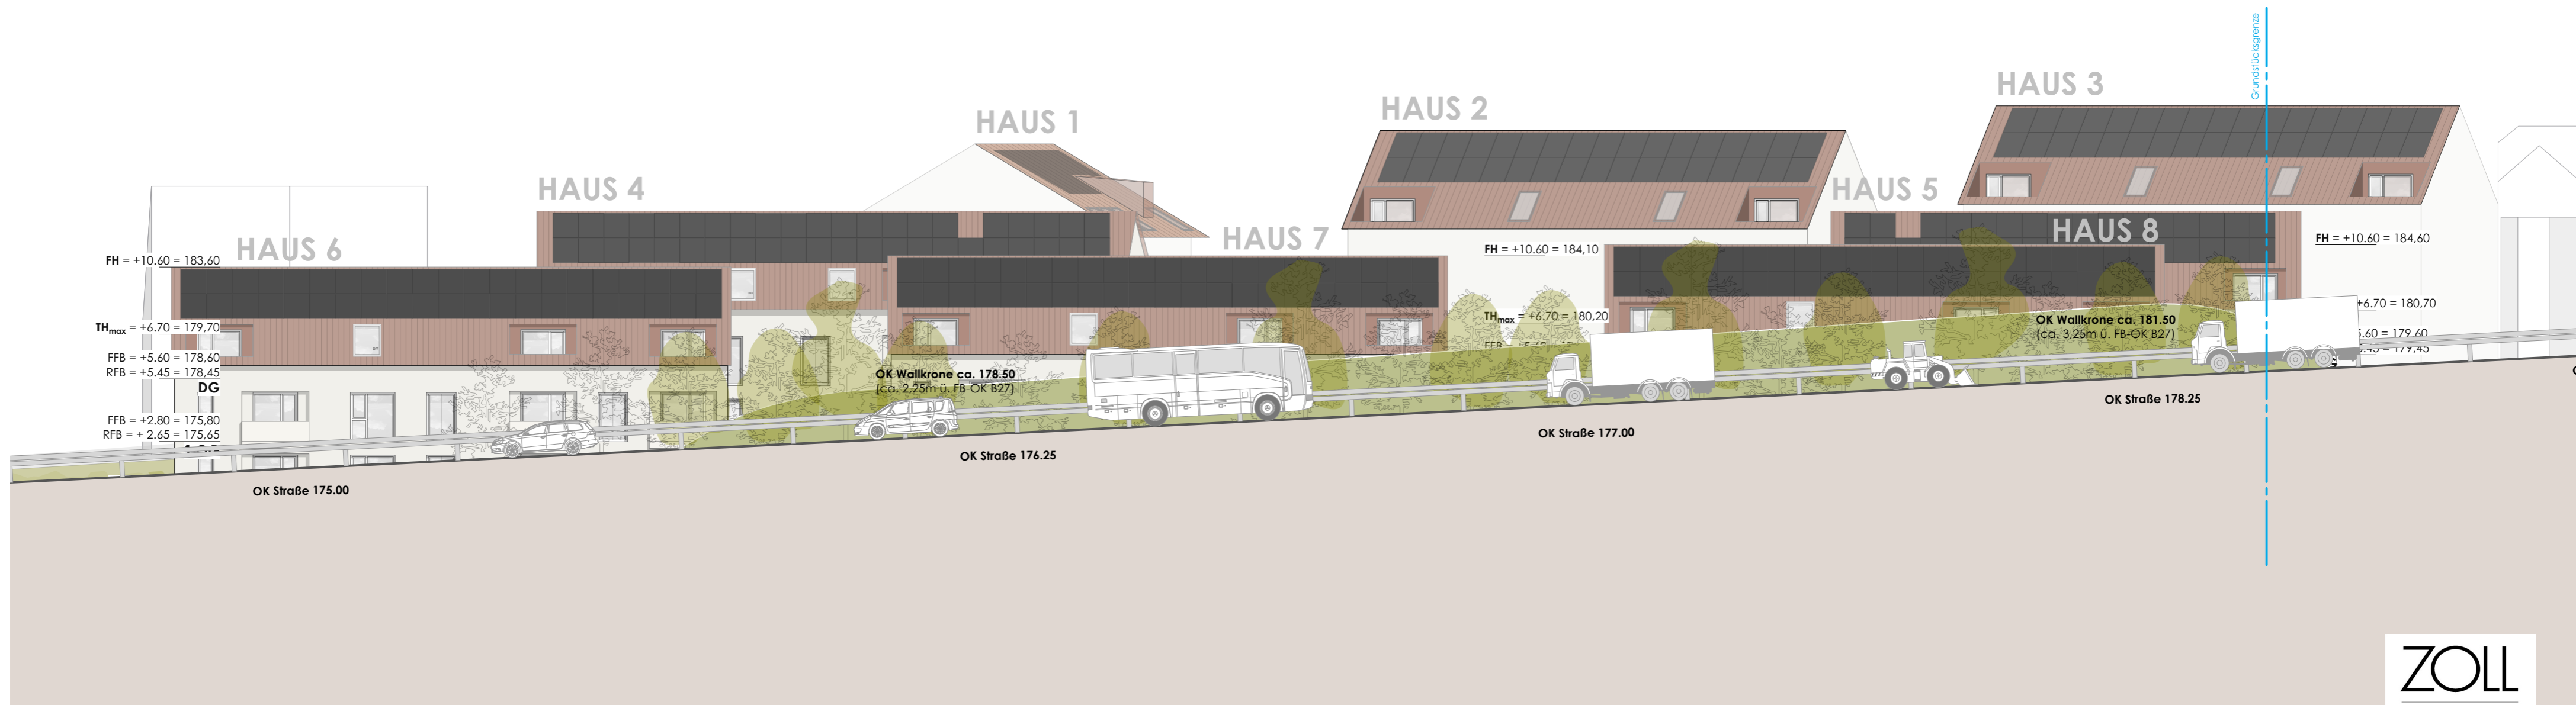 Grundstücksgrenze
HAUS 3
HAUS 2
HAUS 1
HAUS 4
HAUS 5
HAUS 8
HAUS 7
HAUS 6
FH = +10.60 = 183,60
THmax = +6.70 = 179,70
FFB = +5.60 = 178,60
RFB = +5.45 = 178,45
DG
FFB = +2.80 = 175,80
RFB = + 2.65 = 175,65
FH = +10.60 = 184,10
THmax = +6.70 = 180,20
FH = +10.60 = 184,60
+6.70 = 180,70
.60 = 179,60
OK Wallkrone ca. 178.50
(ca. 2,25m ü. FB-OK B27)
OK Wallkrone ca. 181.50
(ca. 3,25m ü. FB-OK B27)
OK Straße 175.00
OK Straße 176.25
OK Straße 177.00
OK Straße 178.25
ZOLL